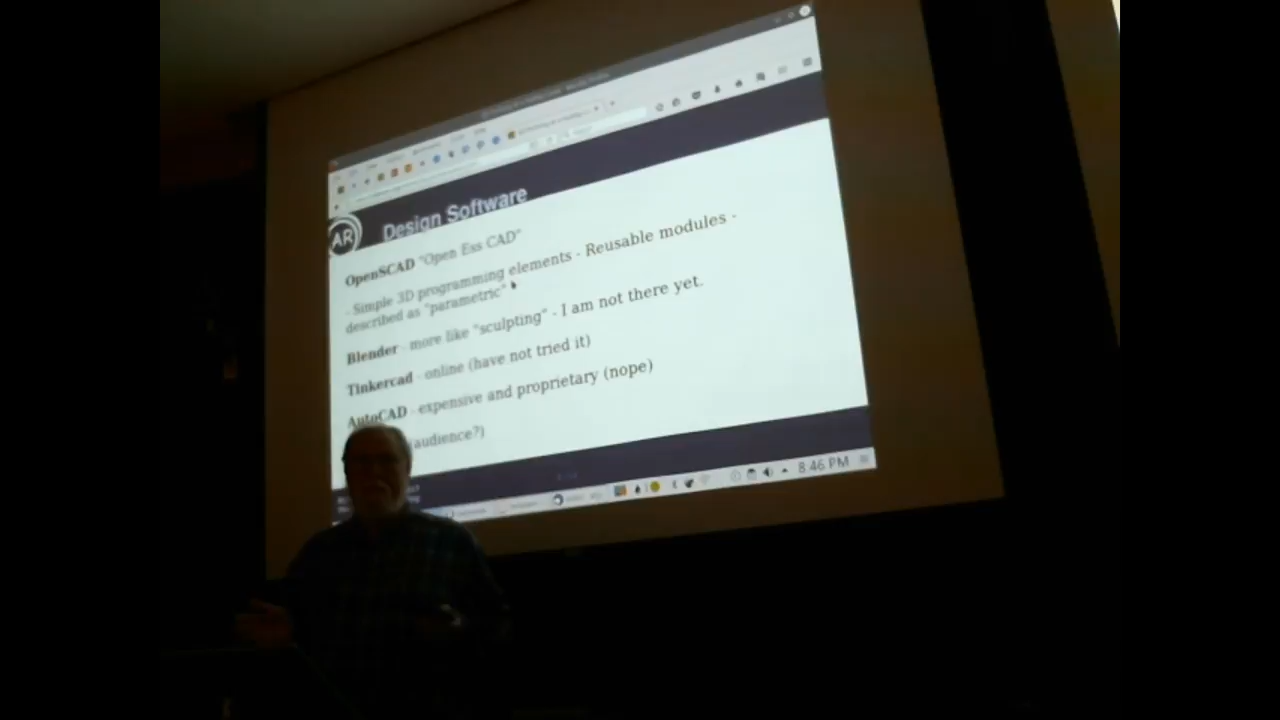 AR
Design Software
OpenSCAD "Open Ess CAD"
- Simple 3D programming elements - Reusable modules -
described as "parametric"
Blender - more like "sculpting" - I am not there yet.
Tinkercad - online (have not tried it)
AutoCAD - expensive and proprietary (nope)
(audience?)
8:46 PM